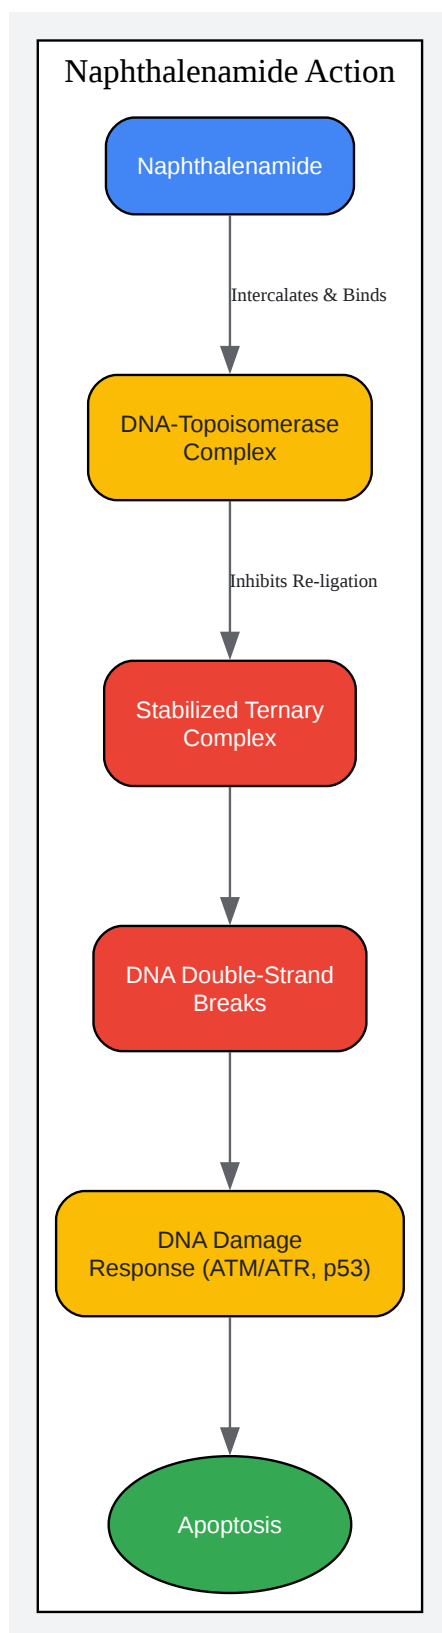 Naphthalenamide Action
Naphthalenamide
Intercalates & Binds
DNA-Topoisomerase
Complex
Inhibits Re-ligation
Stabilized Ternary
Complex
DNA Double-Strand
Breaks
DNA Damage
Response (ATM/ATR, p53)
Apoptosis